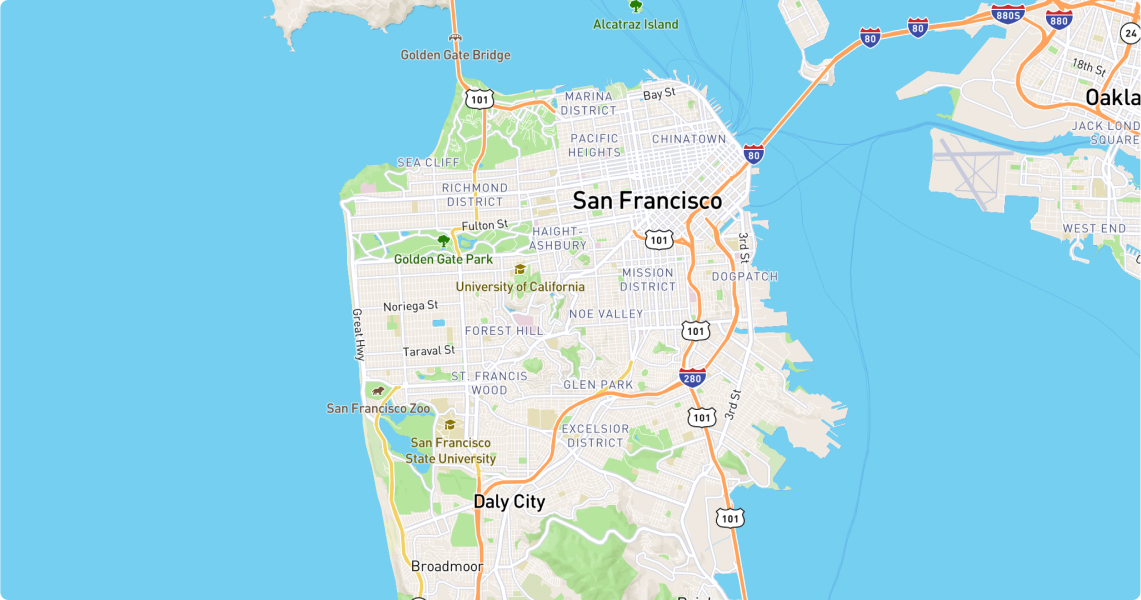 Alcatraz Island
880S
880
80
80
24
Golden Gate Bridge
18th St
101
MARINA
DISTRICT
Bay St
Oakla
JACK LOND
SQUARE
PACIFIC
HEIGHTS
CHINATOWN
80
SEA CLIFF
RICHMOND
DISTRICT
San Francisco
Fulton St
HAIGHT-
ASHBURY
101
3rd St
WEST END
Golden Gate Park
University of California
MISSION
DISTRICT
DOGPATCH
Noriega St
NOE VALLEY
Great Hwy
FOREST HILL
101
Taraval St
ST. FRANCIS
WOOD
GLEN PARK
280
San Francisco Zoo
3rd St
101
San Francisco
State University
EXCELSIOR
DISTRICT
Daly City
101
Broadmoor